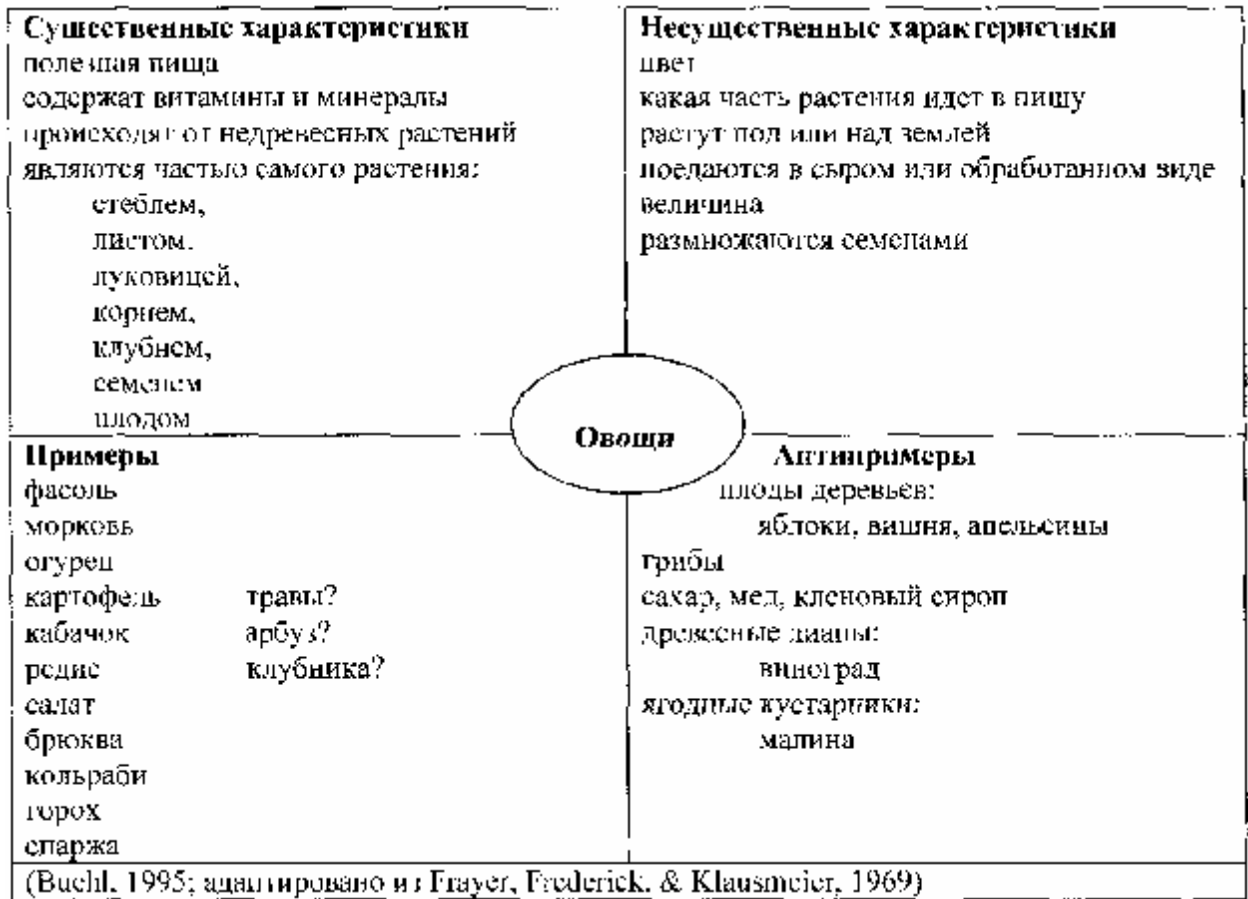 Существенные характеристики
полезная пища
содержат витамины и минералы
происходят от недревесных растений
являются частью самого растения:
стеблем,
листом,
луковицей,
корнем,
клубнем,
семенем
плодом
Несущественные характеристики
цвет
какая часть растения идет в пищу
растут под или над землей
поедаются в сыром или обработанном виде
величина
размножаются семенами
Овощи
Примеры
фасоль
морковь
огурец
картофель травы?
кабачок арбуз?
редис клубника?
салат
брюква
кольраби
горох
спаржа
Антипримеры
плоды деревьев:
яблоки, вишня, апельсины
грибы
сахар, мед, кленовый сироп
древесные лианы:
виноград
ягодные кустарники:
малина
(Buehl, 1995; адаптировано из Frayer, Frederick, & Klausmeier, 1969)